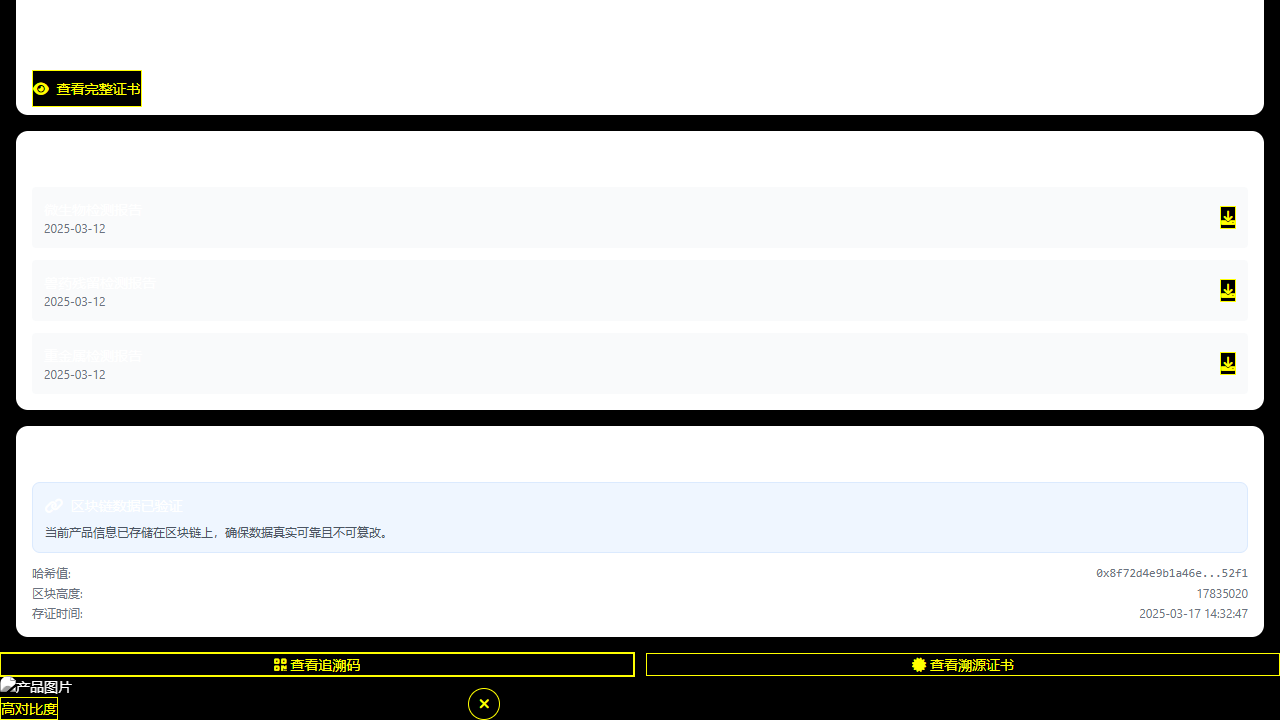 查看完整证书
2025-03-12
2025-03-12
2025-03-12
区块链数据已验证
当前产品信息已存储在区块链上，确保数据真实可靠且不可篡改。
哈希值: 0x8f72d4e9b1a46e...52f1
区块高度: 17835020
存证时间: 2025-03-17 14:32:47
查看追溯码 查看溯源证书
产品图片
高对比度